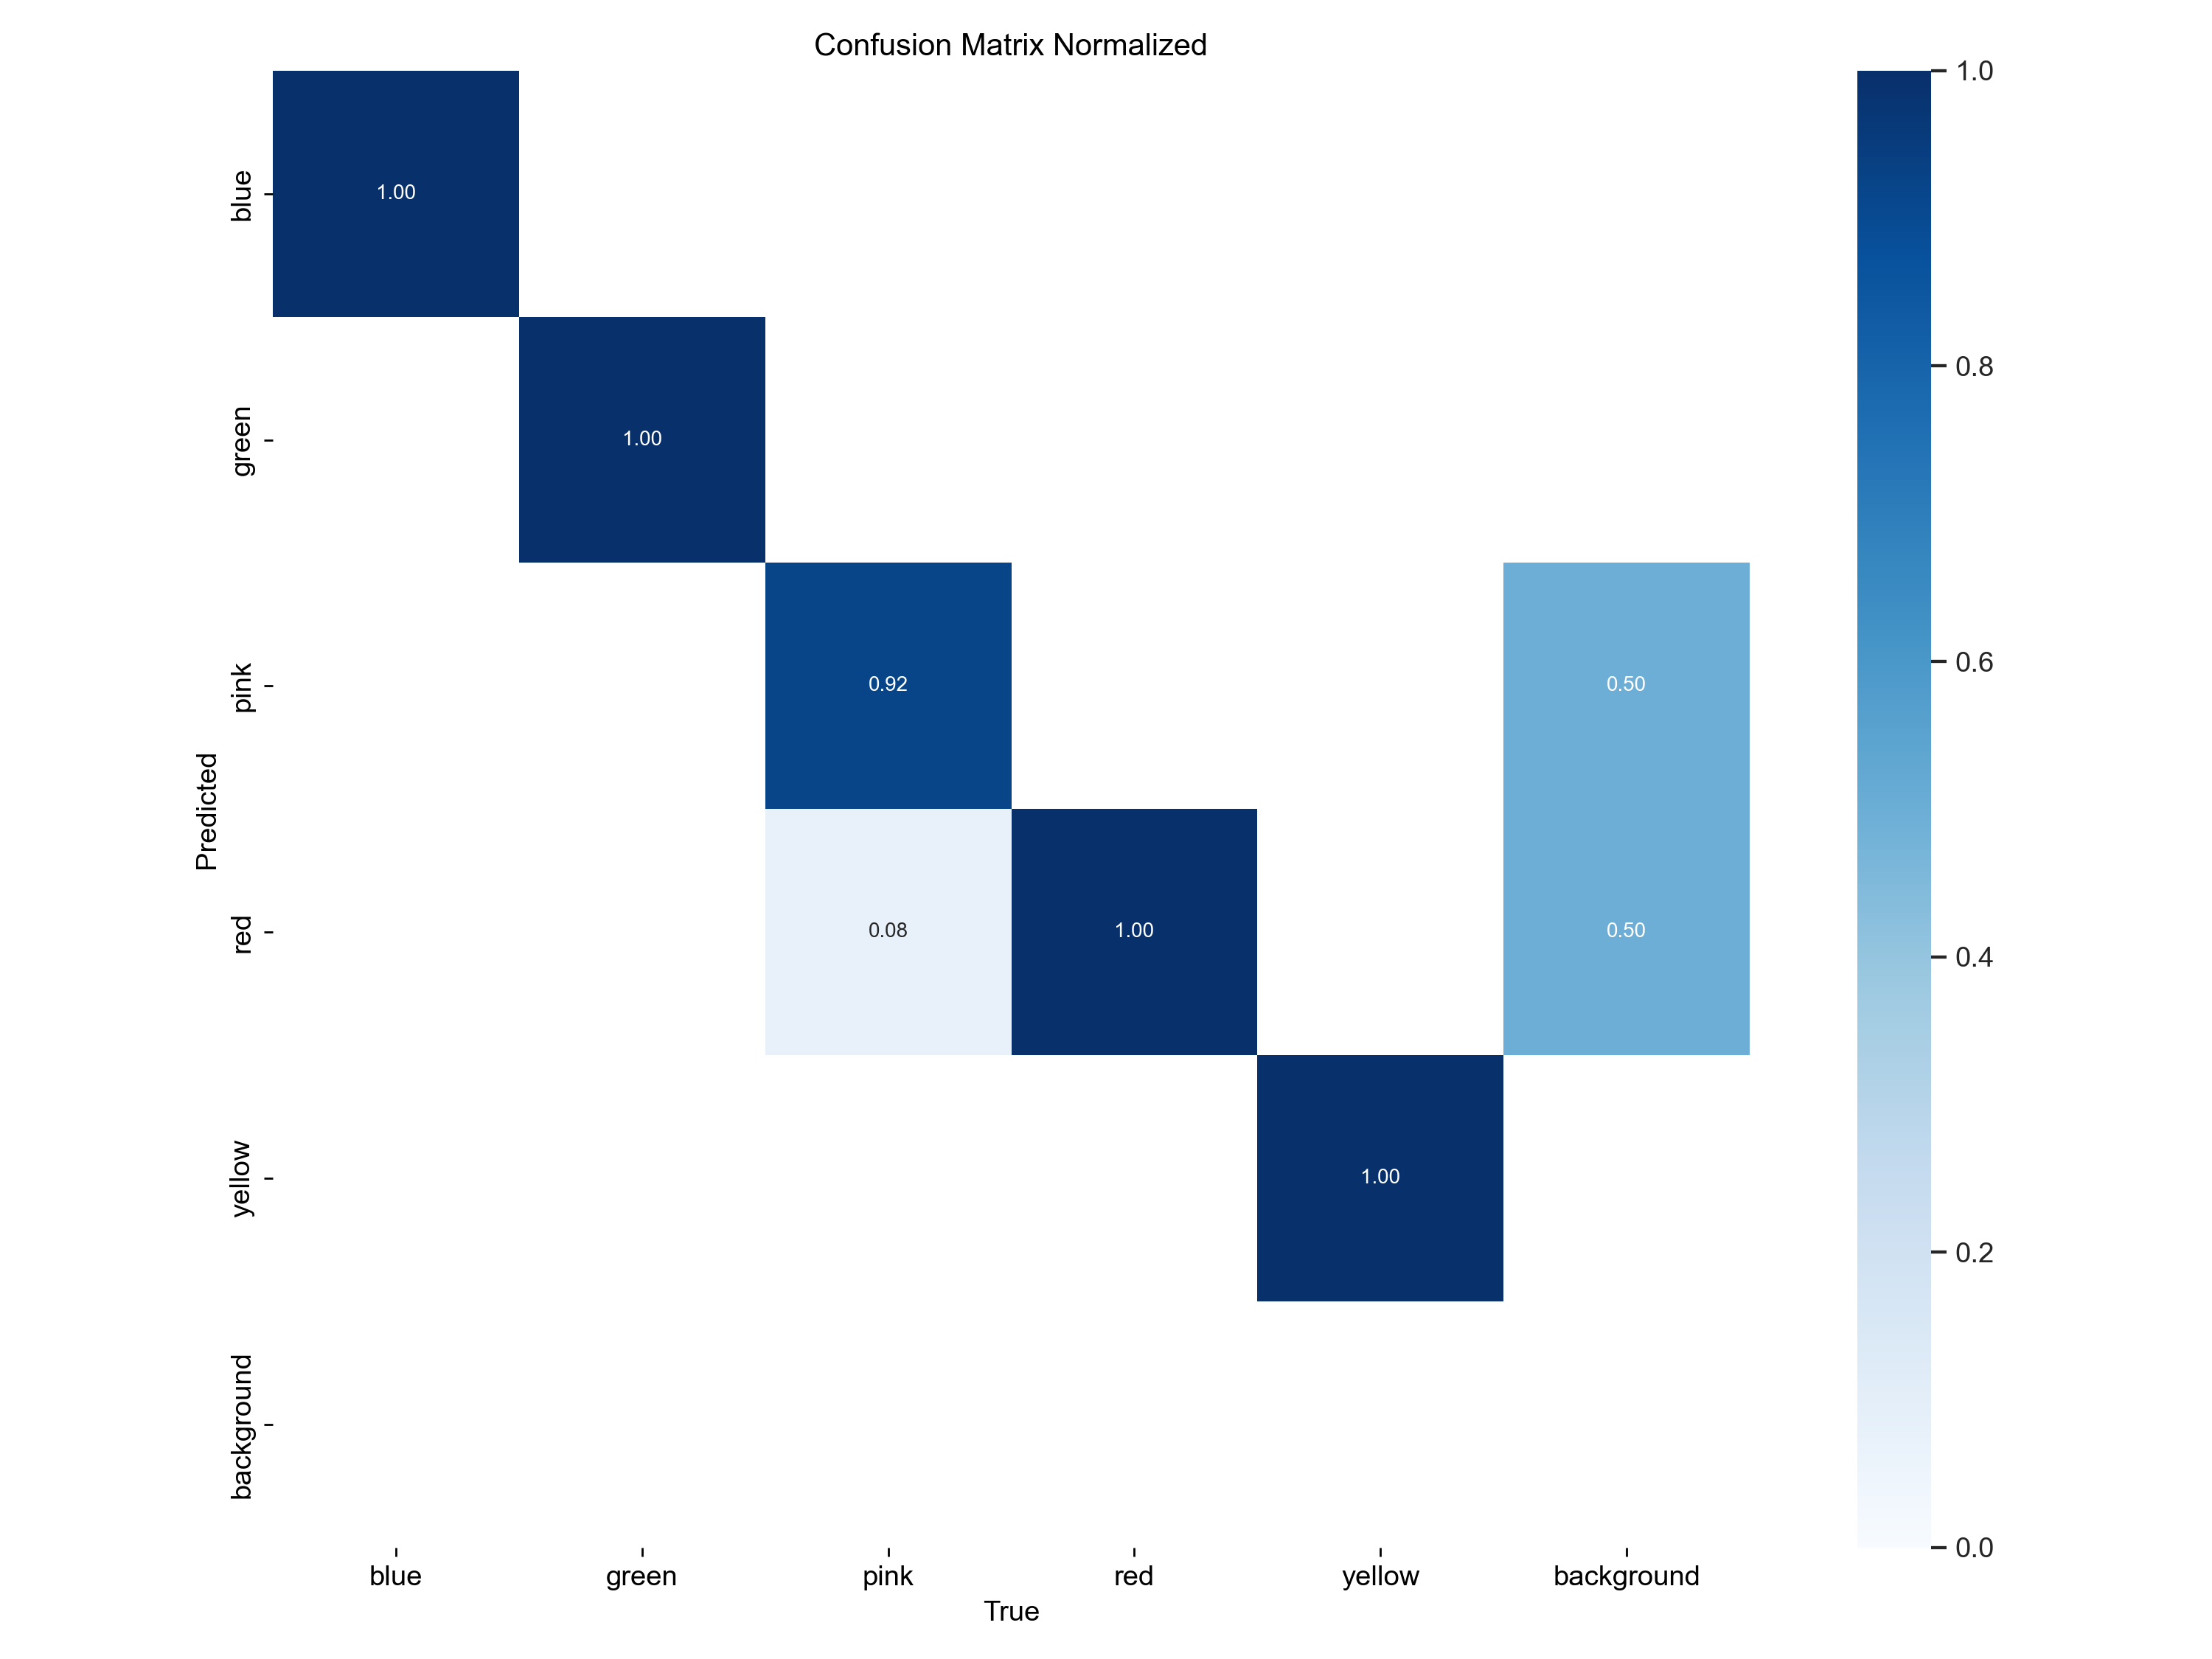 Confusion Matrix Normalized
1.0
blue
1.00
0.8
green
1.00
0.6
pink
0.92
0.50
0.4
Predicted
red
0.08
1.00
0.50
0.2
yellow
1.00
background
0.0
blue green pink red yellow background
True